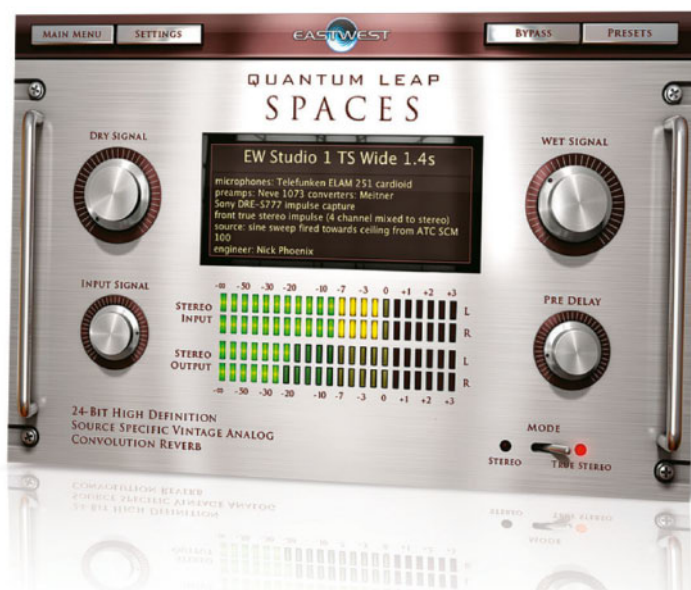 MAIN MENU
SETTINGS
EASTWEST
BYPASS
PRESETS
QUANTUM LEAP
SPACES
DRY SIGNAL
WET SIGNAL
EW Studio 1 TS Wide 1.4s
microphones: Telefunken ELAM 251 cardioid
preamps: Neve 1073 converters: Meitner
Sony DRE-S777 impulse capture
front true stereo impulse (4 channel mixed to stereo)
source: sine sweep fired towards ceiling from ATC SCM
100
engineer: Nick Phoenix
INPUT SIGNAL
PRE DELAY
-∞ -50 -30 -20 -10 -7 -3 0 +1 +2 +3
STEREO L
INPUT R
STEREO L
OUTPUT R
-∞ -50 -30 -20 -10 -7 -3 0 +1 +2 +3
24-BIT HIGH DEFINITION
SOURCE SPECIFIC VINTAGE ANALOG
CONVOLUTION REVERB
MODE
STEREO
TRUE STEREO